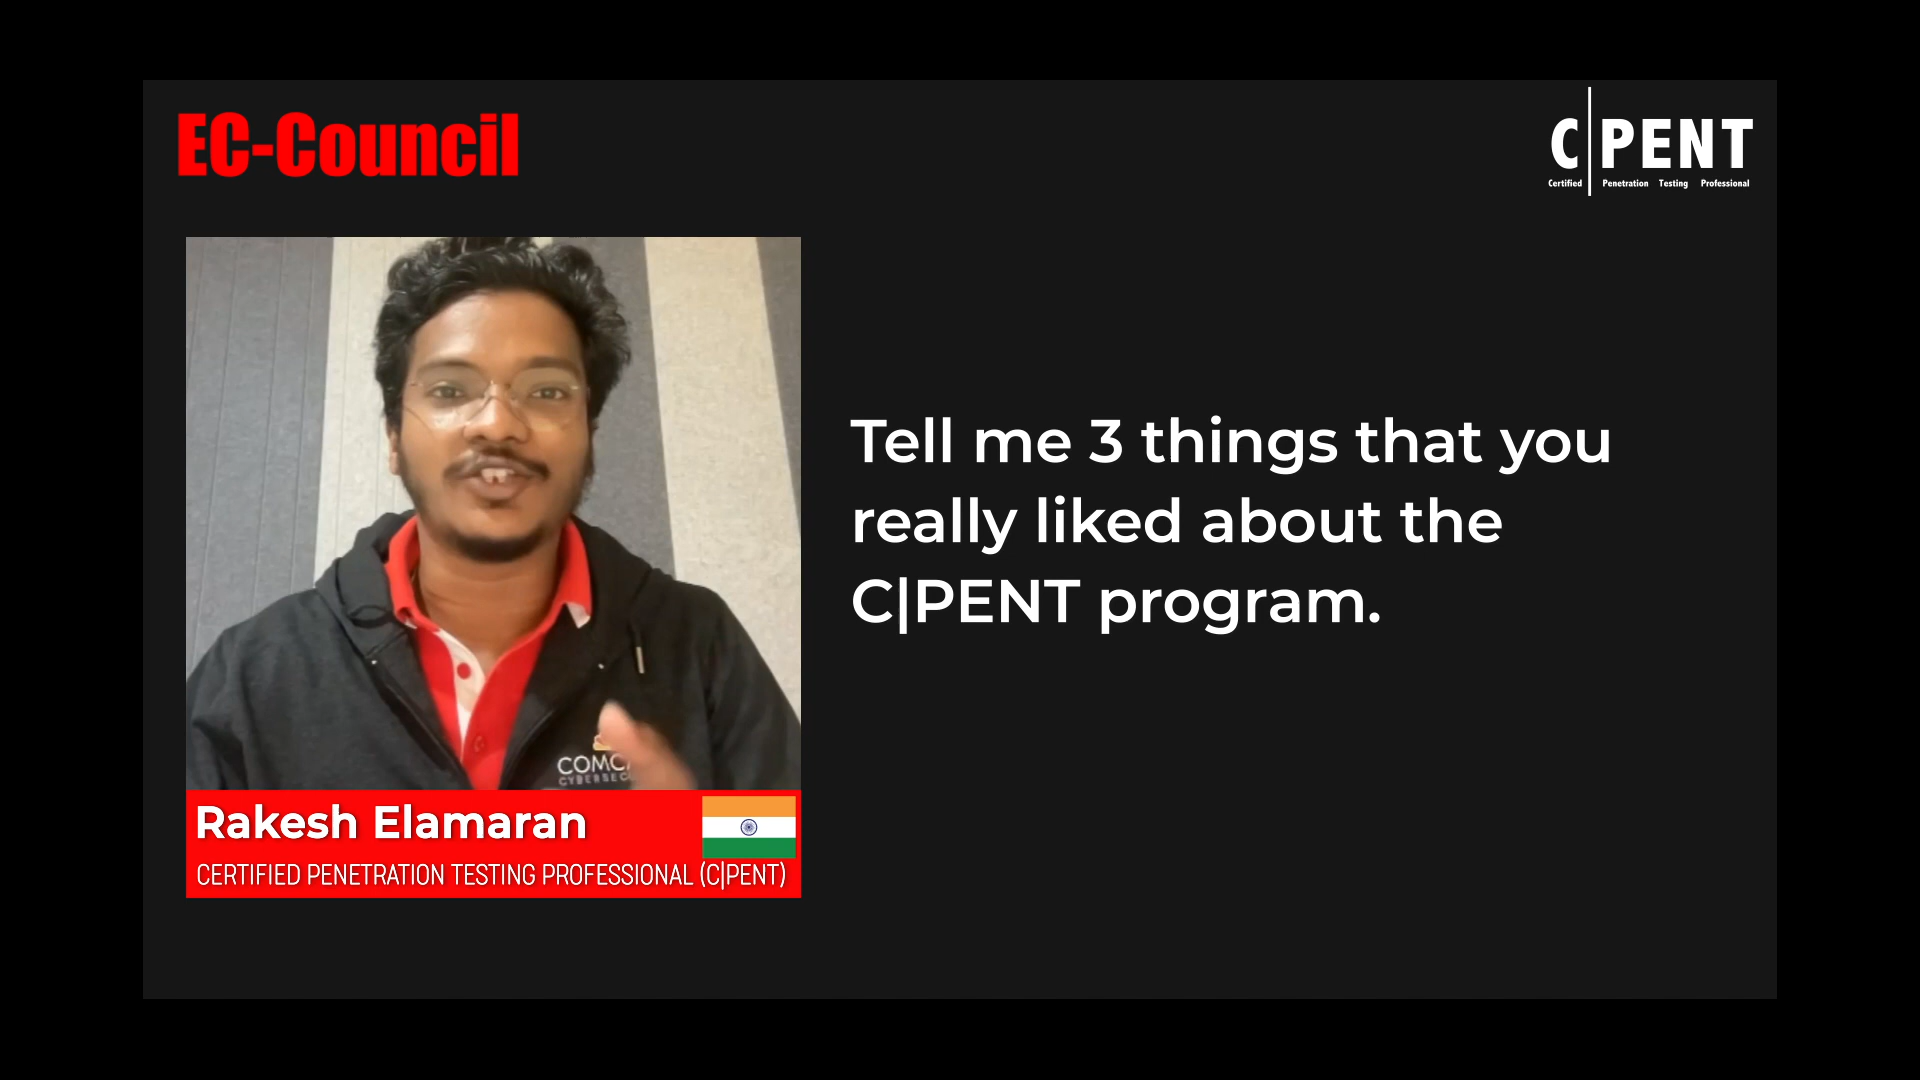 EC-Council
C|PENT
Certified Penetration Testing Professional
Tell me 3 things that you
really liked about the
C|PENT program.
Rakesh Elamaran
CERTIFIED PENETRATION TESTING PROFESSIONAL (C|PENT)